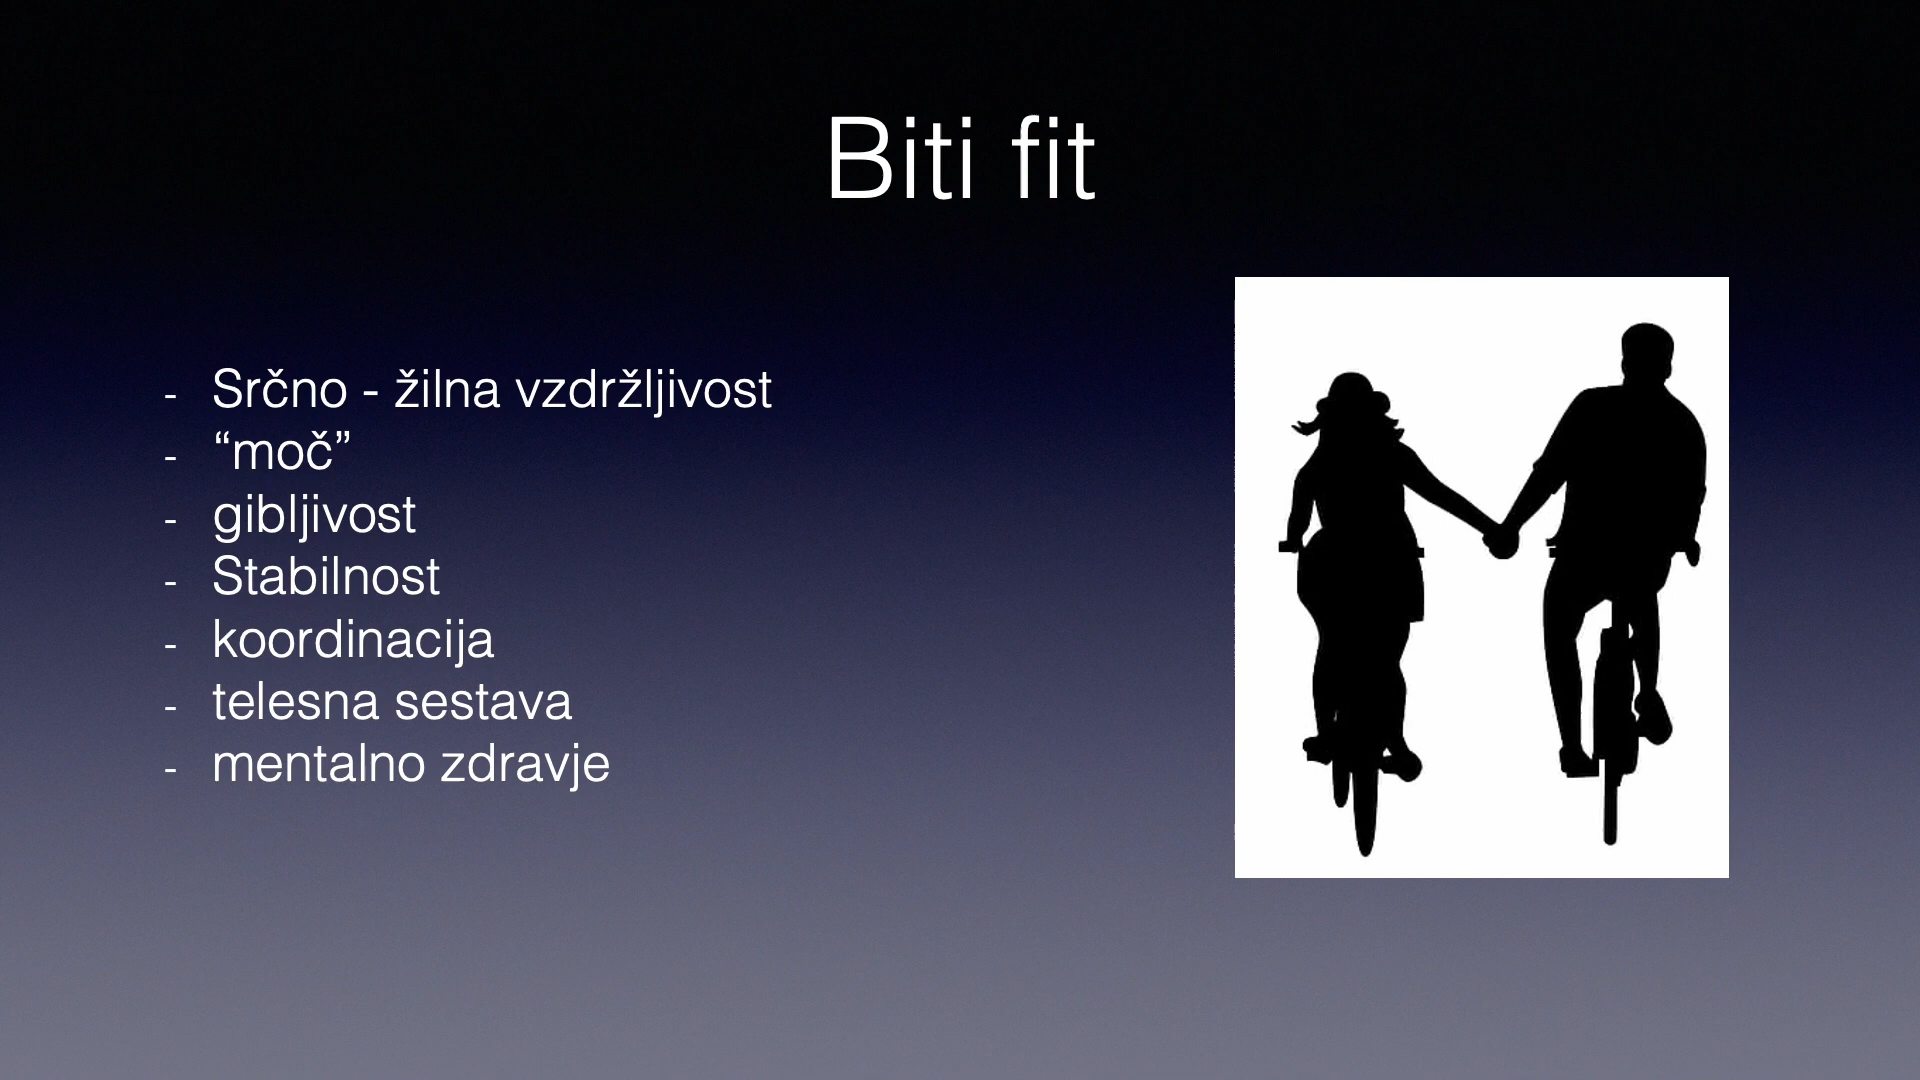 Biti fit
- Srčno - žilna vzdržljivost
- “moč”
- gibljivost
- Stabilnost
- koordinacija
- telesna sestava
- mentalno zdravje